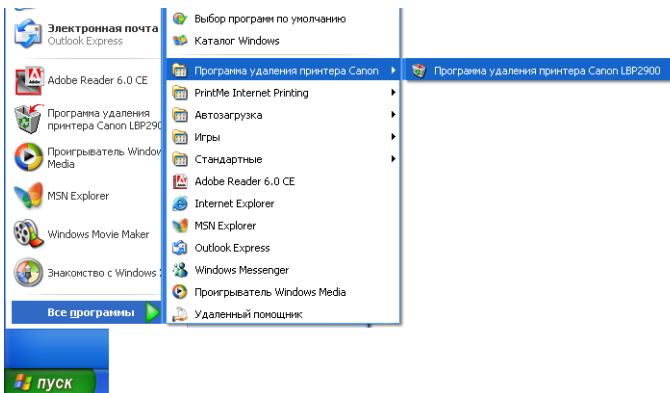 Электронная почта
Outlook Express
Adobe Reader 6.0 CE
Программа удаления
принтера Canon LBP290
Проигрыватель Window
Media
MSN Explorer
Windows Movie Maker
Знакомство с Windows
Все программы
пуск
Выбор программ по умолчанию
Каталог Windows
Программа удаления принтера Canon
PrintMe Internet Printing
Автозагрузка
Игры
Стандартные
Adobe Reader 6.0 CE
Internet Explorer
MSN Explorer
Outlook Express
Windows Messenger
Проигрыватель Windows Media
Удаленный помощник
Программа удаления принтера Canon LBP2900